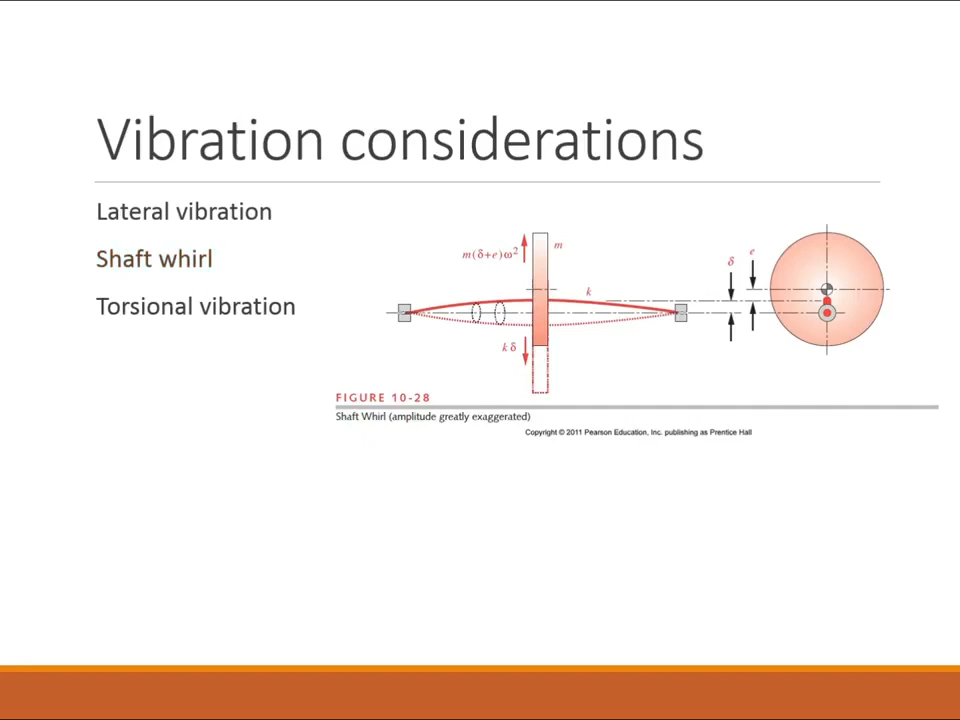 Vibration considerations
Lateral vibration
Shaft whirl
Torsional vibration
m(δ+e)ω²
m
k
δ
e
kδ
FIGURE 10-28
Shaft Whirl (amplitude greatly exaggerated)
Copyright © 2011 Pearson Education, Inc. publishing as Prentice Hall